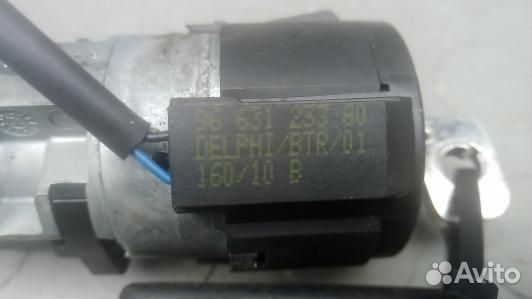 96 631 233 80
DELPHI/BTR/01
160/10 B
Avito